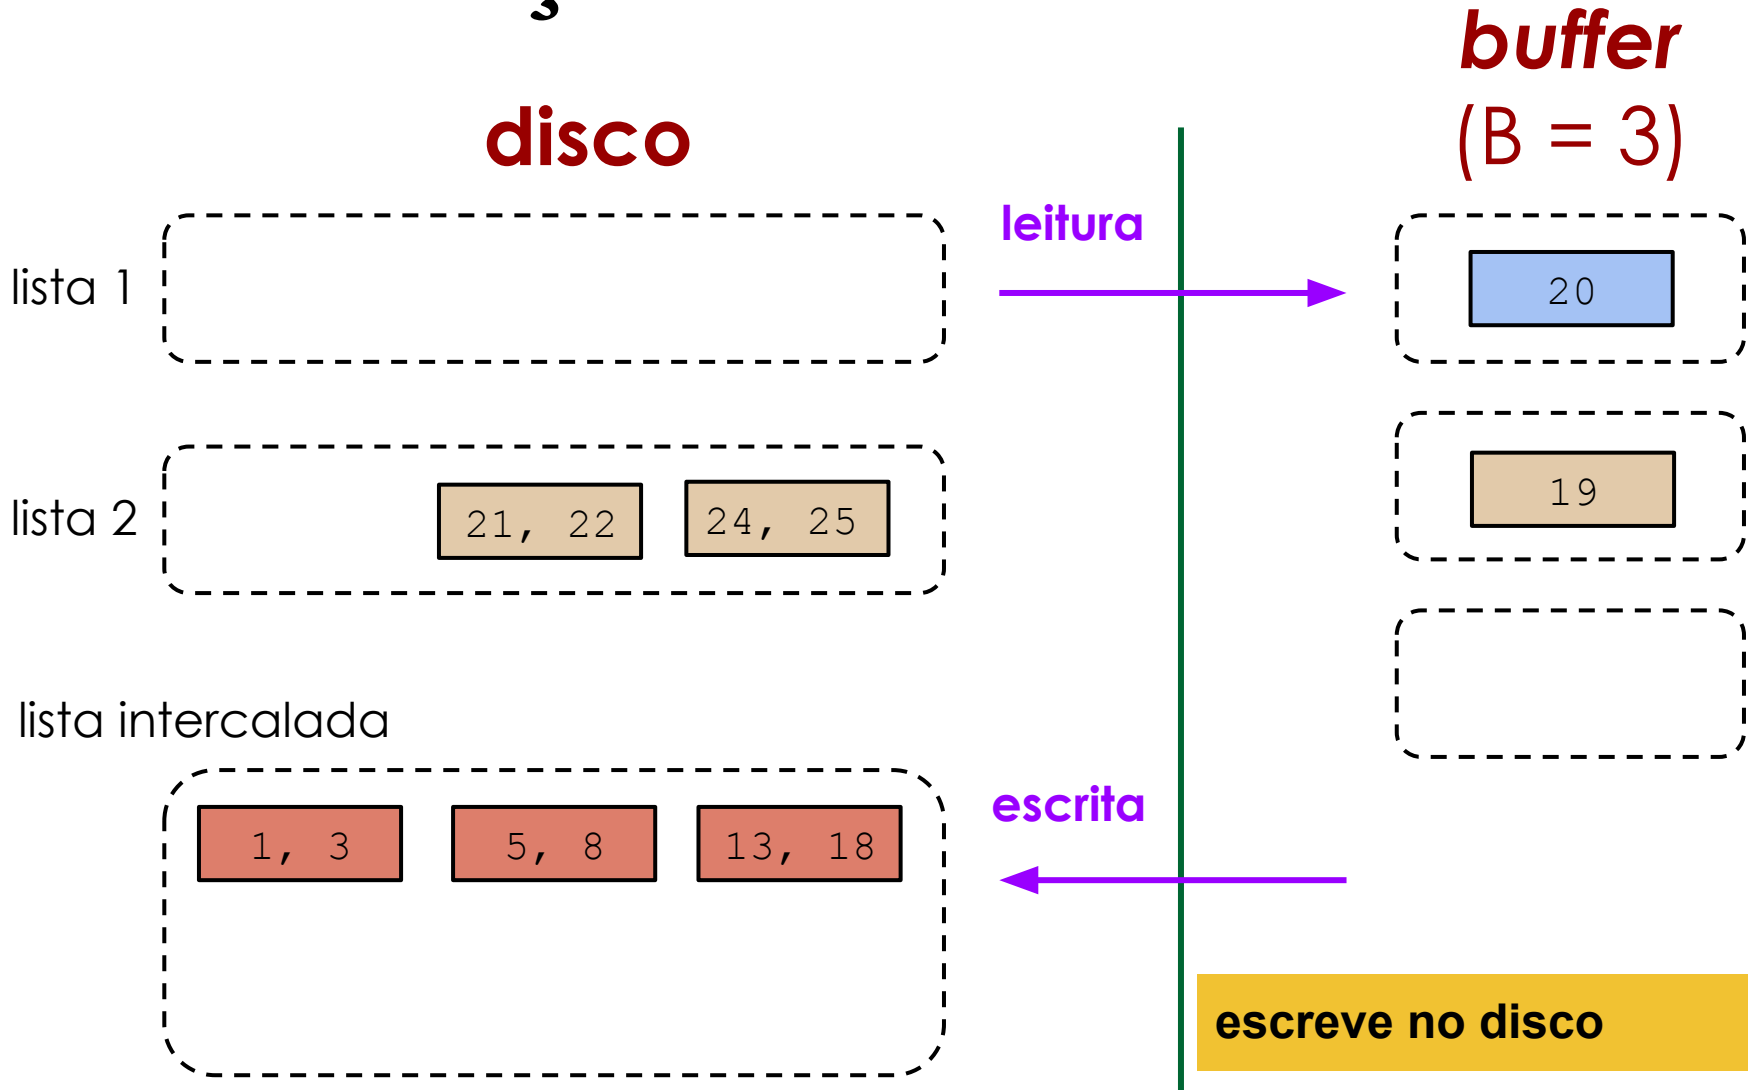 buffer
(B = 3)
disco
leitura
lista 1
20
lista 2
21, 22
24, 25
19
lista intercalada
1, 3
5, 8
13, 18
escrita
escreve no disco